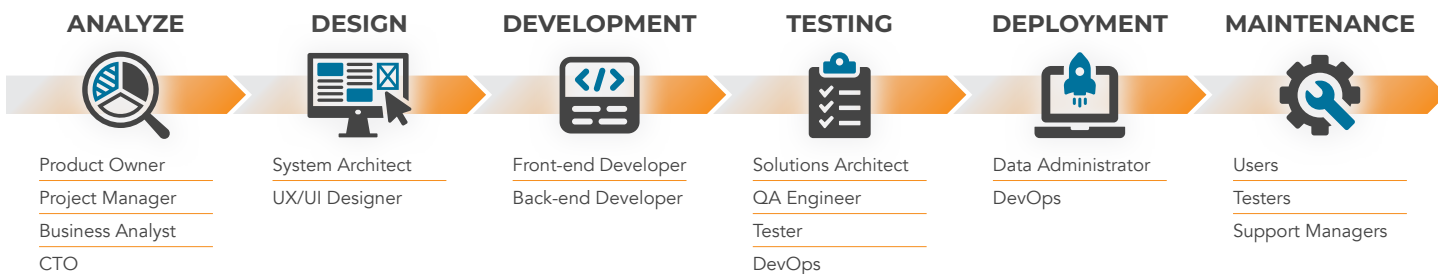 ANALYZE
Product Owner
Project Manager
Business Analyst
CTO
DESIGN
System Architect
UX/UI Designer
DEVELOPMENT
</>
Front-end Developer
Back-end Developer
TESTING
Solutions Architect
QA Engineer
Tester
DevOps
DEPLOYMENT
Data Administrator
DevOps
MAINTENANCE
Users
Testers
Support Managers